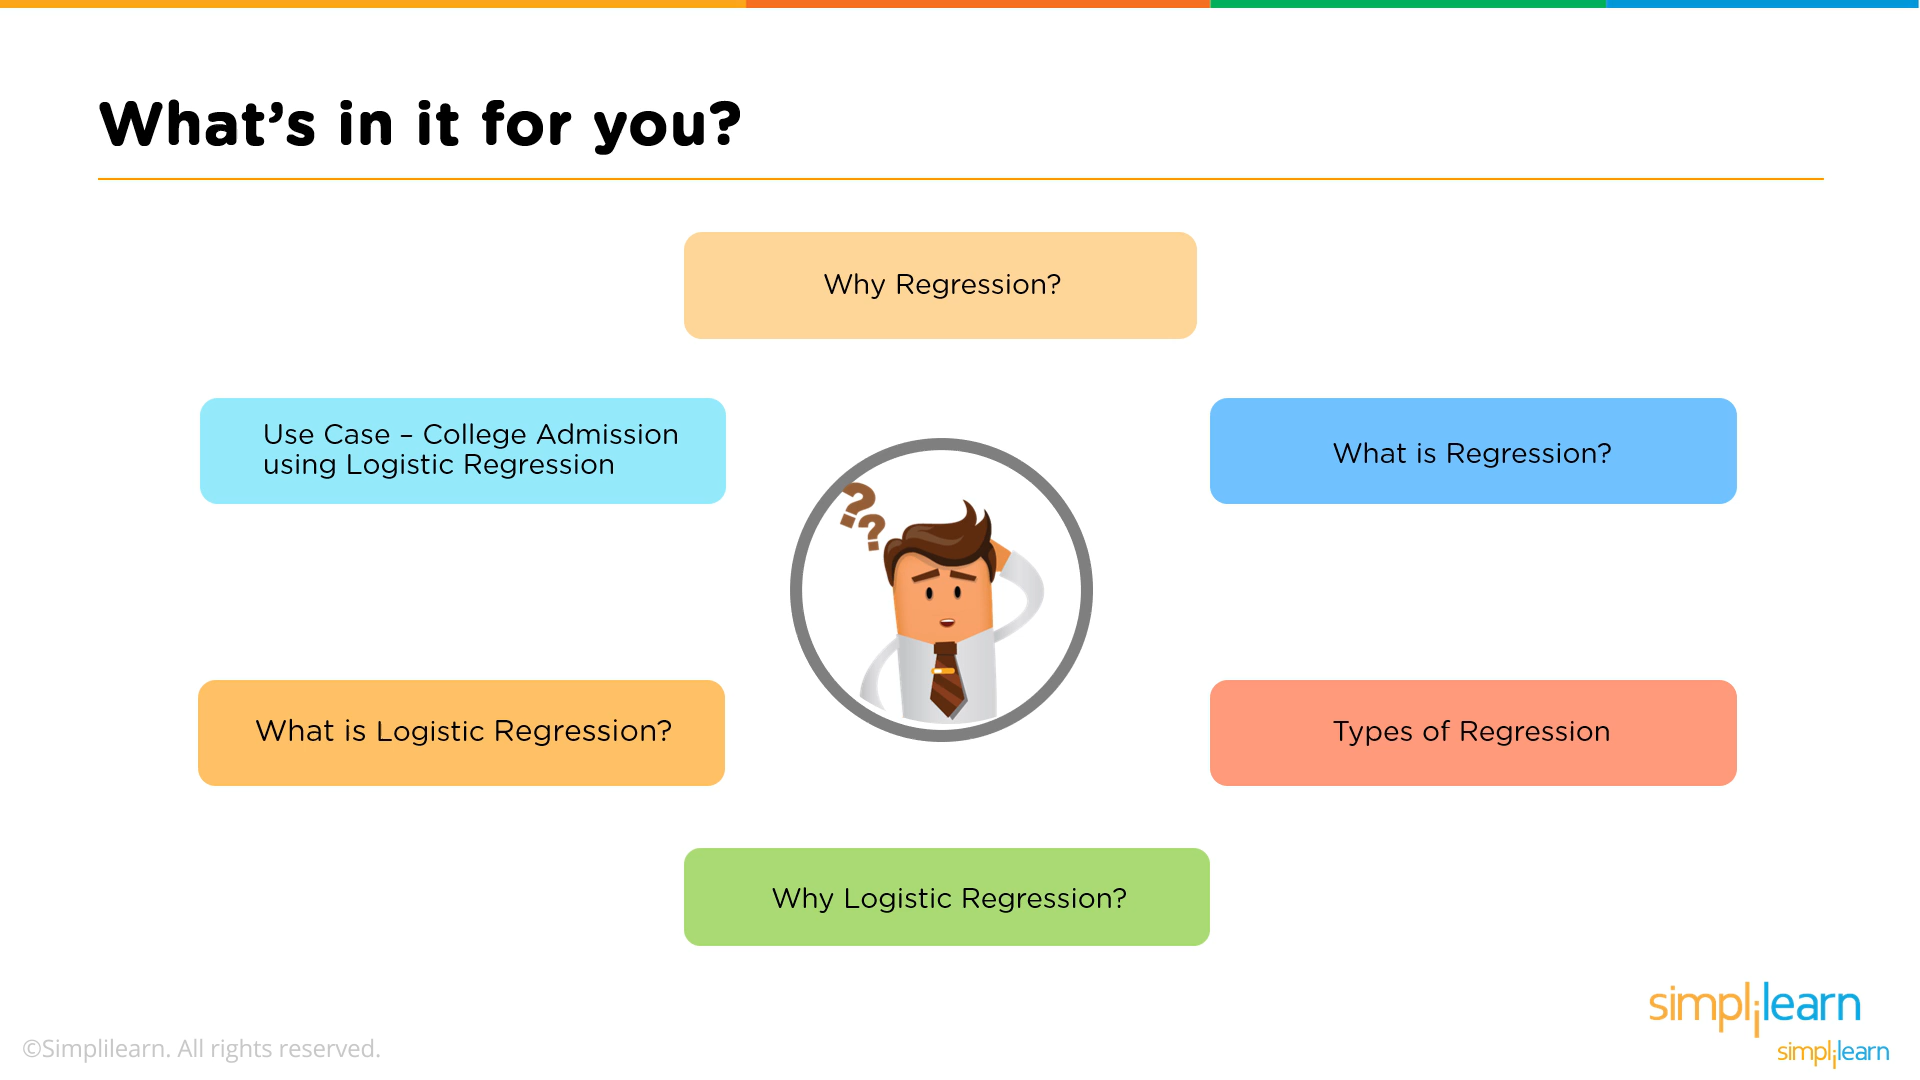 What’s in it for you?
Why Regression?
Use Case – College Admission
using Logistic Regression
What is Regression?
? ?
What is Logistic Regression?
Types of Regression
Why Logistic Regression?
simplilearn
©Simplilearn. All rights reserved.
simplilearn